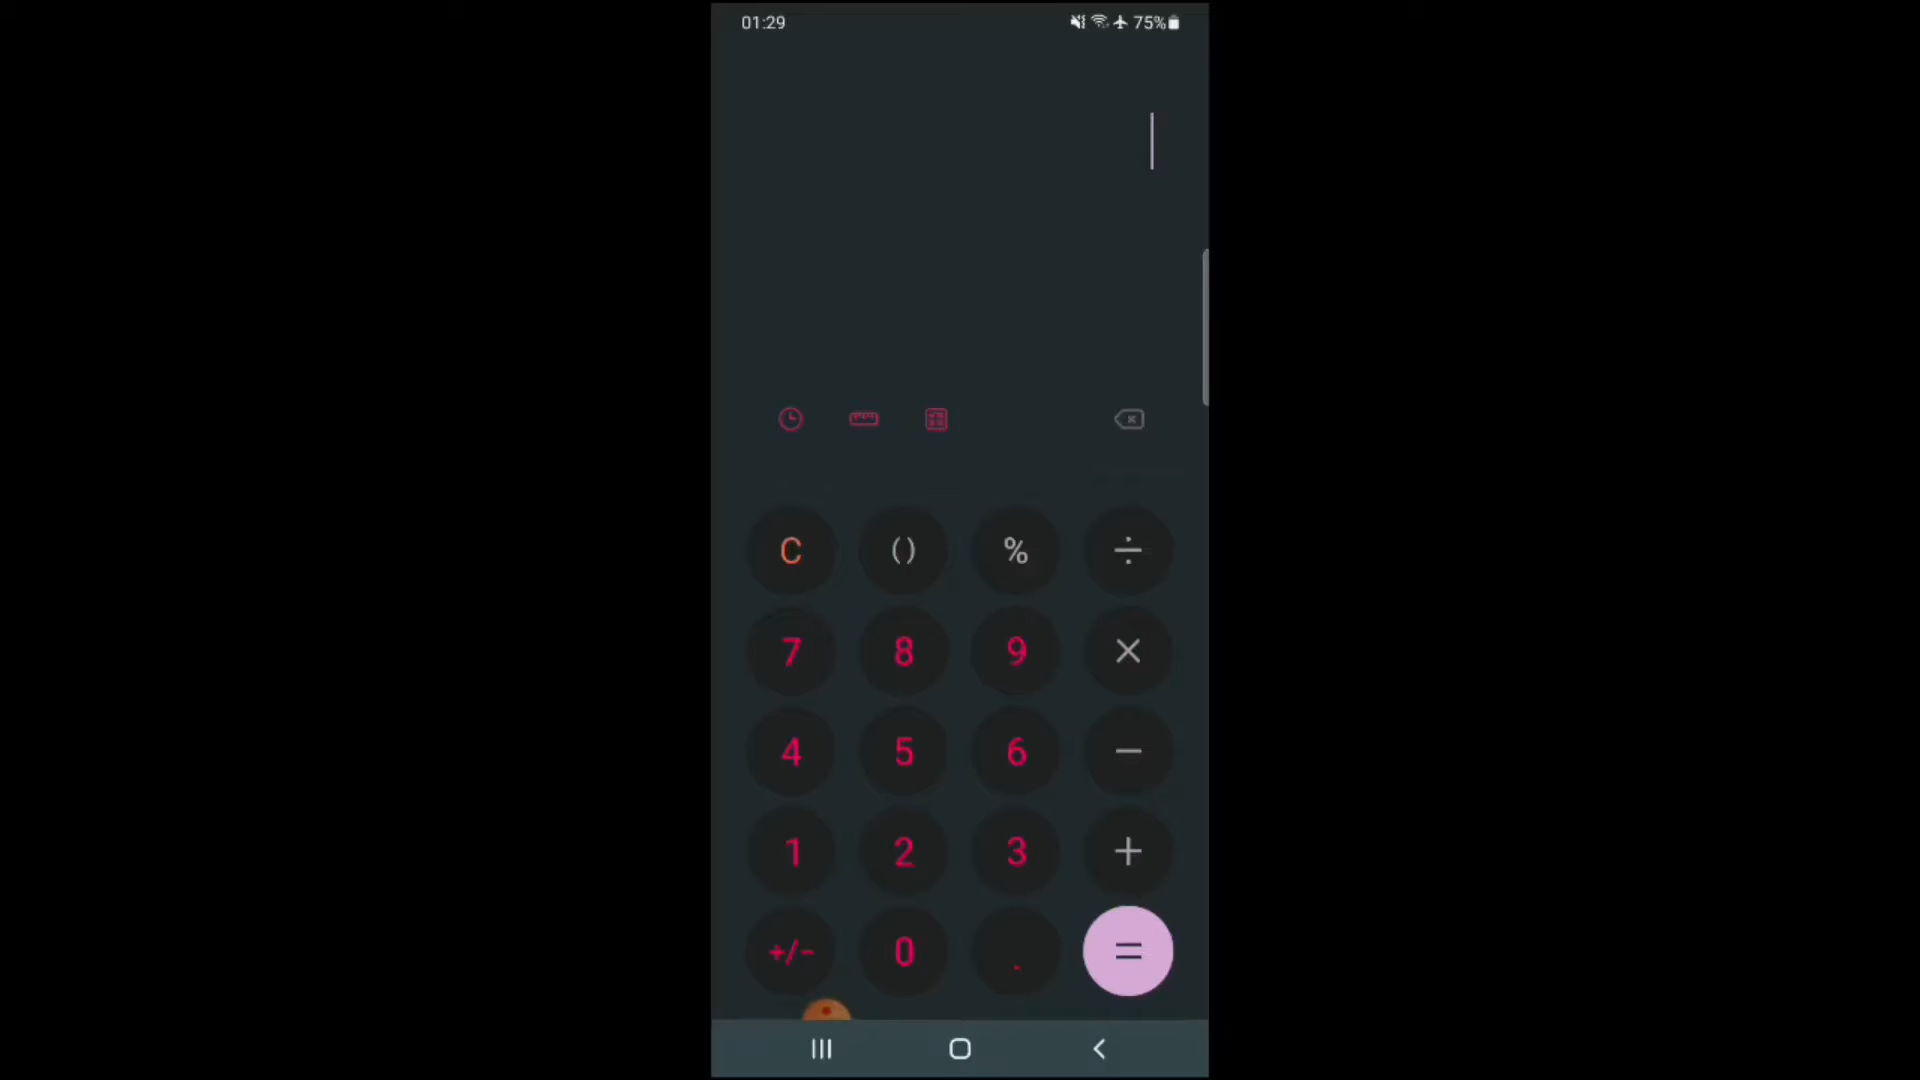 01:29 75%
C () % ÷
7 8 9 ×
4 5 6 −
1 2 3 +
+/− 0 . =